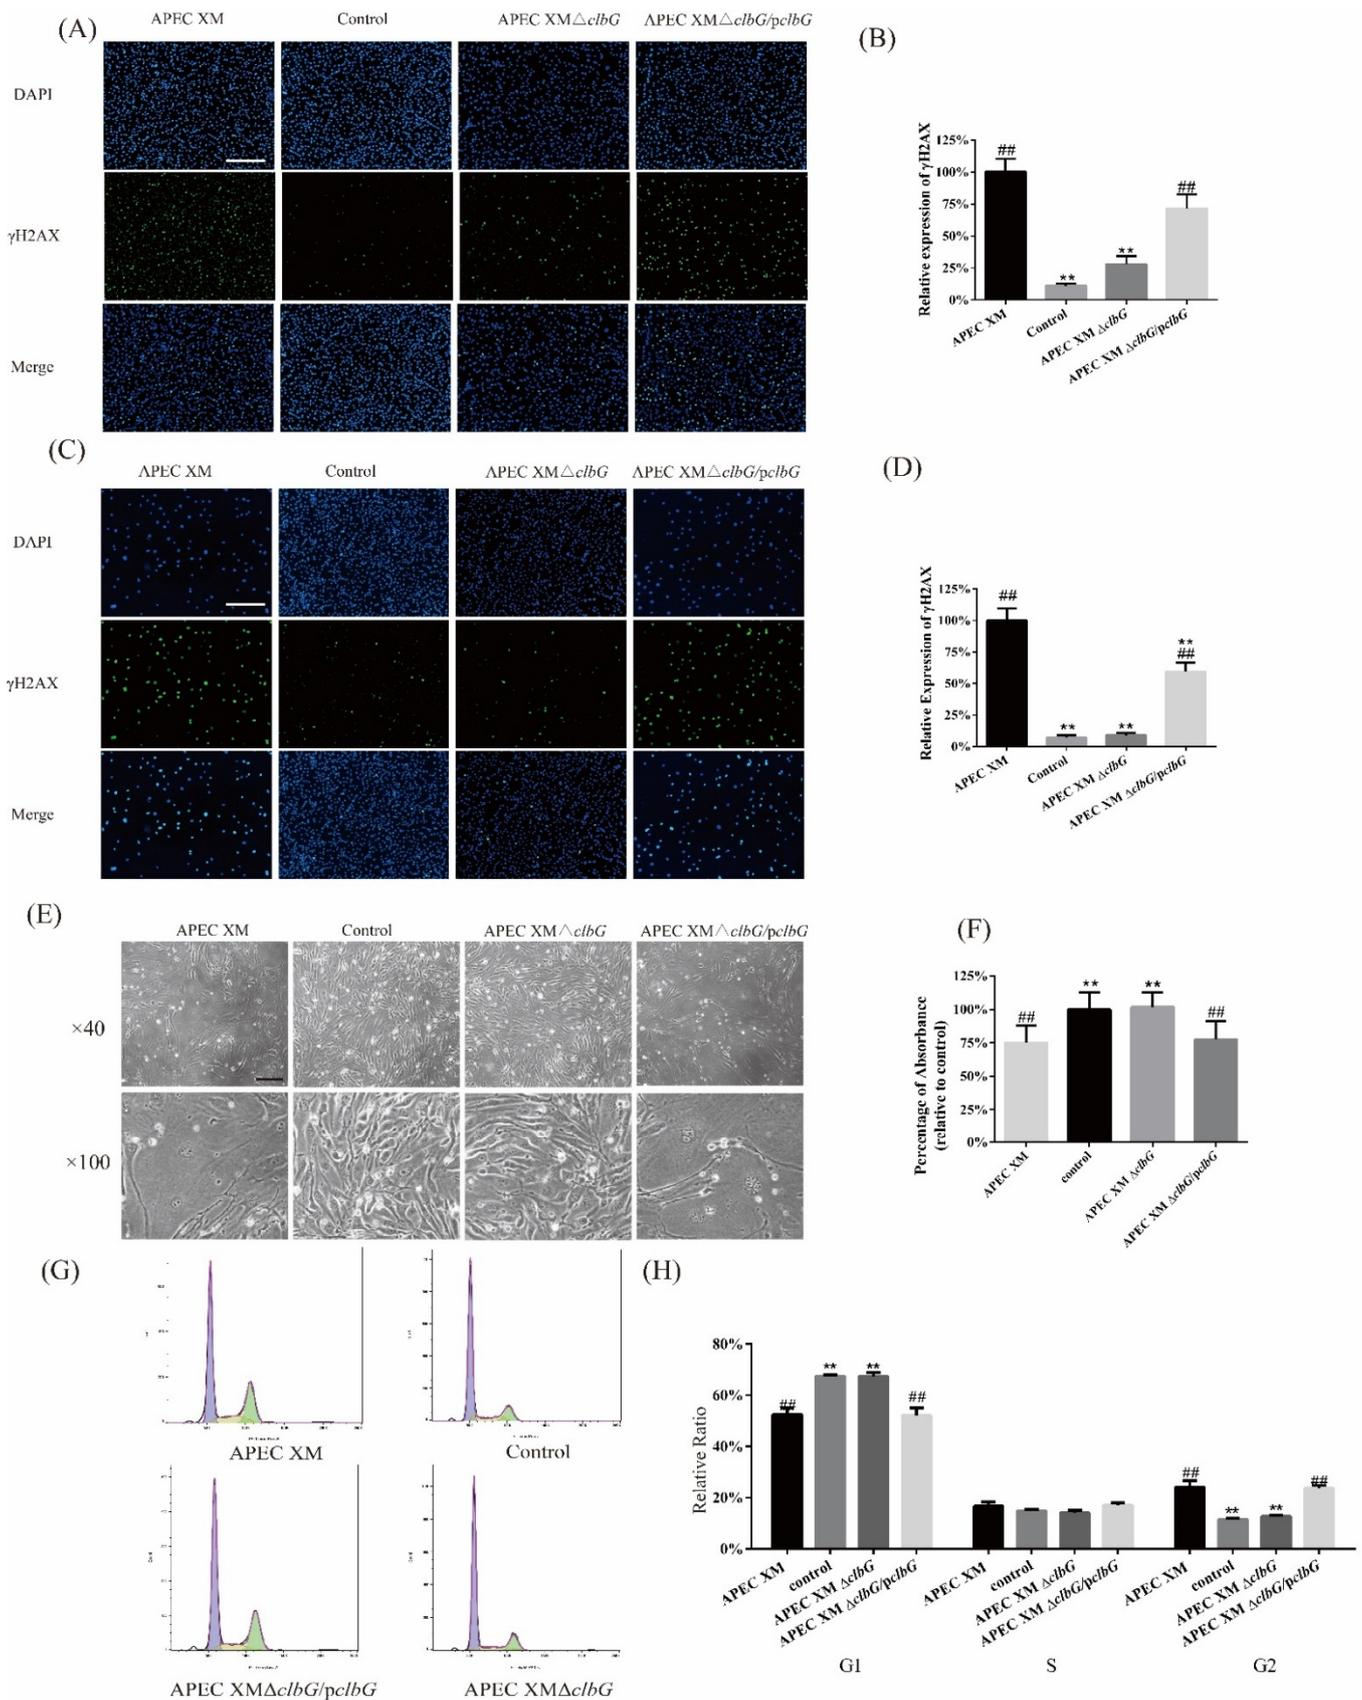 (A)
APEC XM Control APEC XM△clbG APEC XM△clbG/pclbG
DAPI
γH2AX
Merge
(B)
Relative expression of γH2AX
125%
100%
75%
50%
25%
0%
##
**
**
##
APEC XM
Control
APEC XM ΔclbG
APEC XM ΔclbG/pclbG
(C)
APEC XM Control APEC XM△clbG APEC XM△clbG/pclbG
DAPI
γH2AX
Merge
(D)
Relative Expression of γH2AX
125%
100%
75%
50%
25%
0%
##
**
**
**
##
APEC XM
Control
APEC XM ΔclbG
APEC XM ΔclbG/pclbG
(E)
APEC XM Control APEC XM△clbG APEC XM△clbG/pclbG
×40
×100
(F)
Percentage of Absorbance
(relative to control)
125%
100%
75%
50%
25%
0%
##
**
**
##
APEC XM
control
APEC XM ΔclbG
APEC XM ΔclbG/pclbG
(G)
APEC XM Control
APEC XMΔclbG/pclbG APEC XMΔclbG
(H)
Relative Ratio
80%
60%
40%
20%
0%
##
**
**
##
##
**
**
##
APEC XM
control
APEC XM ΔclbG
APEC XM ΔclbG/pclbG
APEC XM
control
APEC XM ΔclbG
APEC XM ΔclbG/pclbG
APEC XM
control
APEC XM ΔclbG
APEC XM ΔclbG/pclbG
G1 S G2